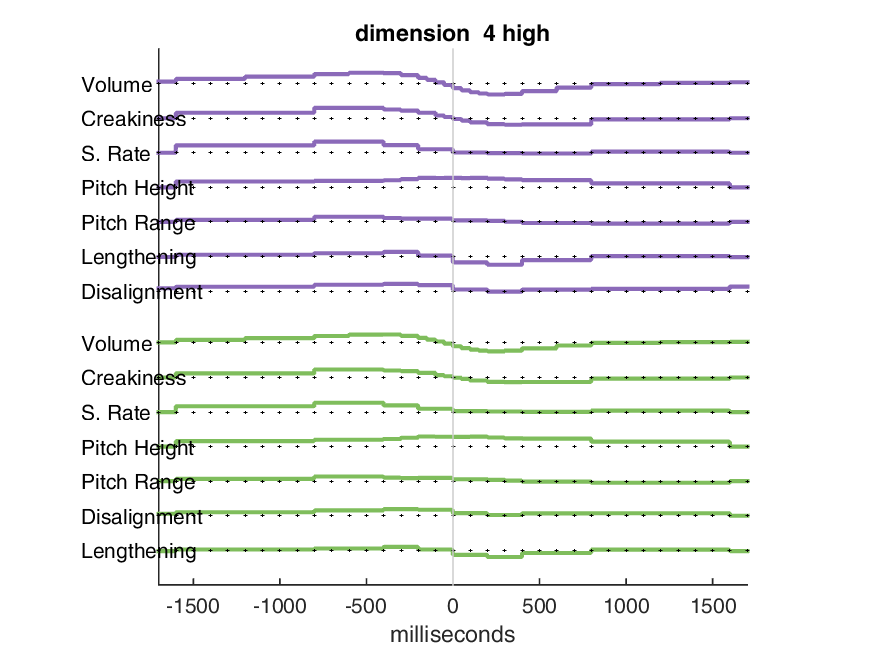 dimension  4 high
Volume
Creakiness
S. Rate
Pitch Height
Pitch Range
Lengthening
Disalignment
Volume
Creakiness
S. Rate
Pitch Height
Pitch Range
Disalignment
Lengthening
-1500 -1000 -500 0 500 1000 1500
milliseconds